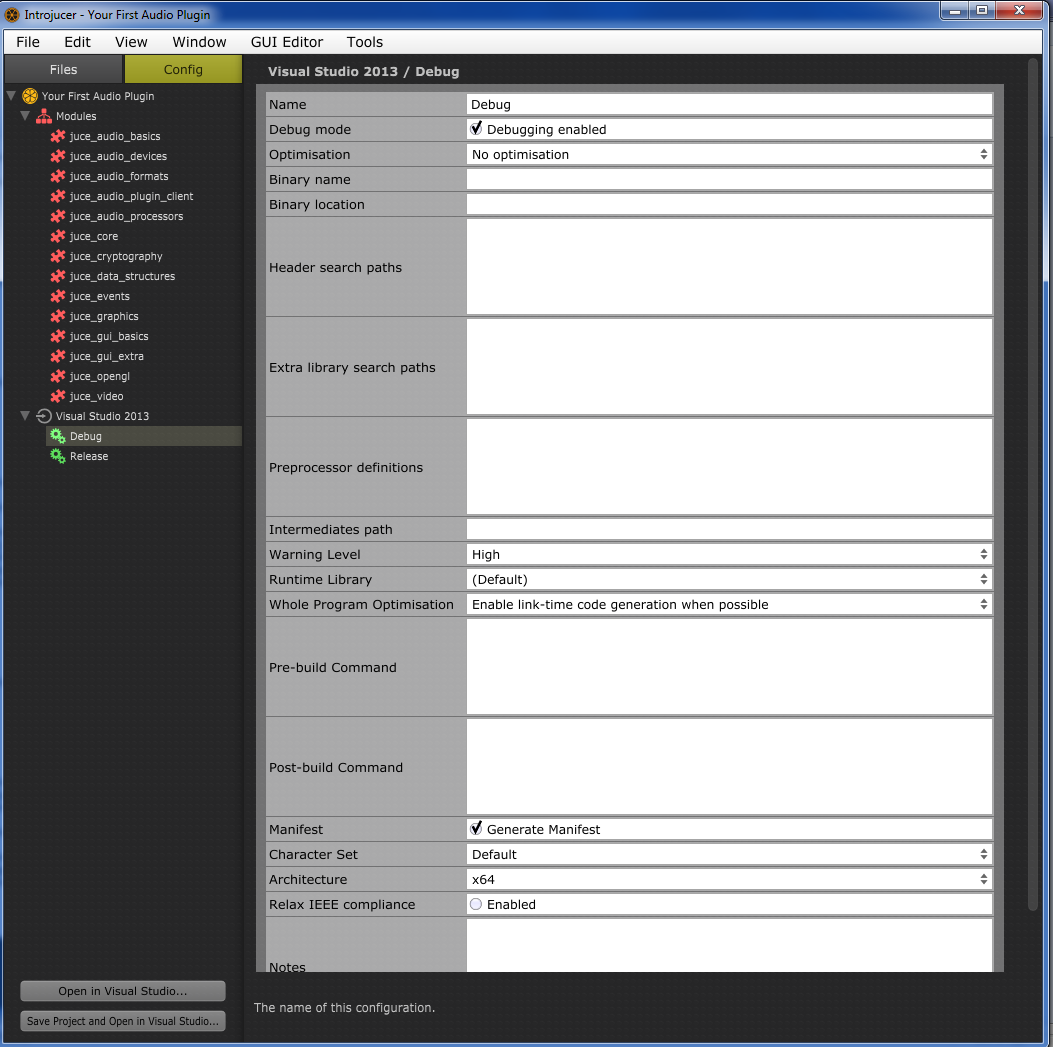 Introjucer - Your First Audio Plugin
File Edit View Window GUI Editor Tools
Files Config
Your First Audio Plugin
Modules
juce_audio_basics
juce_audio_devices
juce_audio_formats
juce_audio_plugin_client
juce_audio_processors
juce_core
juce_cryptography
juce_data_structures
juce_events
juce_graphics
juce_gui_basics
juce_gui_extra
juce_opengl
juce_video
Visual Studio 2013
Debug
Release
Open in Visual Studio...
Save Project and Open in Visual Studio...
Visual Studio 2013 / Debug
Name Debug
Debug mode Debugging enabled
Optimisation No optimisation
Binary name
Binary location
Header search paths
Extra library search paths
Preprocessor definitions
Intermediates path
Warning Level High
Runtime Library (Default)
Whole Program Optimisation Enable link-time code generation when possible
Pre-build Command
Post-build Command
Manifest Generate Manifest
Character Set Default
Architecture x64
Relax IEEE compliance Enabled
Notes
The name of this configuration.